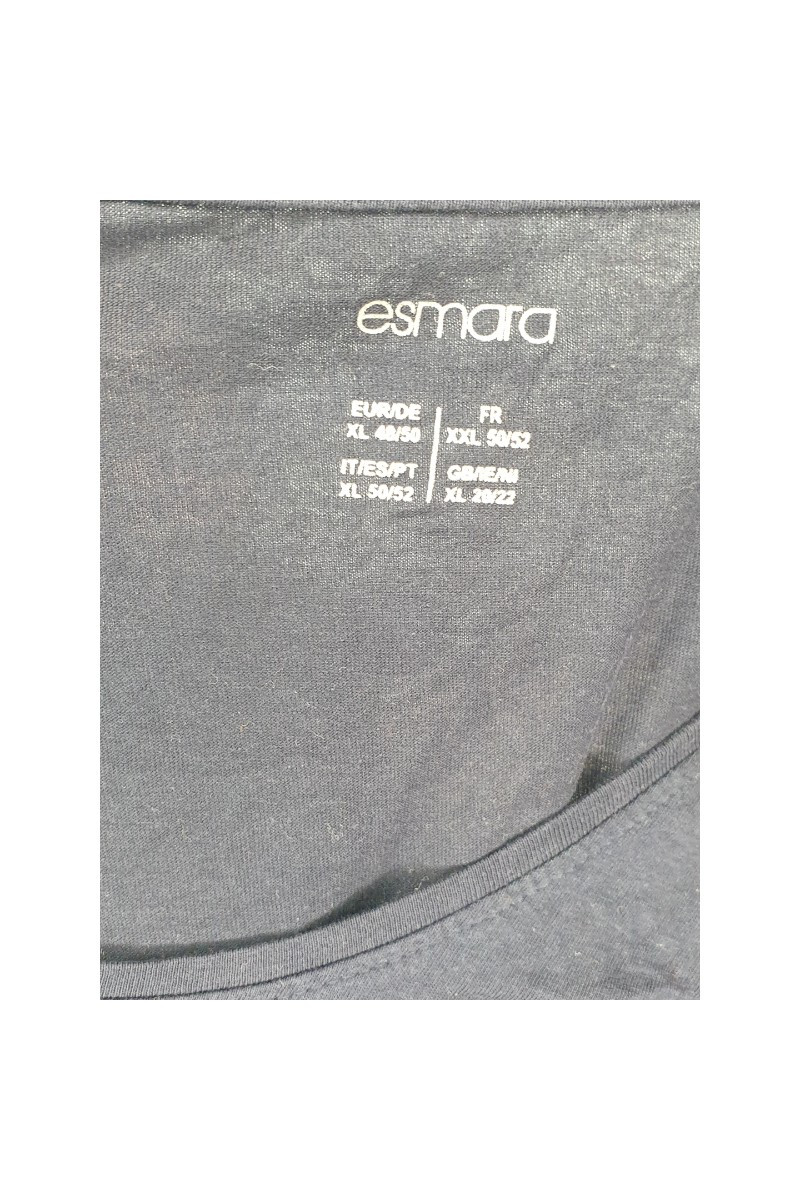 esmara
EUR/DE
XL 48/50
FR
XXL 50/52
IT/ES/PT
XL 50/52
GB/IE/NI
XL 20/22